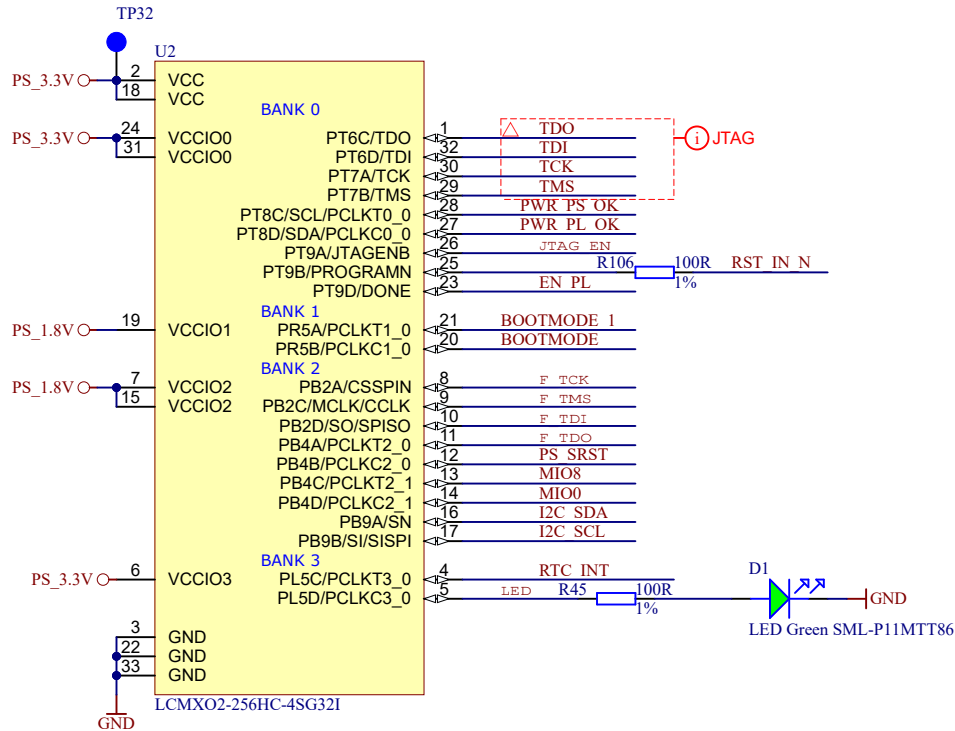 TP32
U2
PS_3.3V 2 VCC
18 VCC
BANK 0
PS_3.3V 24 VCCIO0
31 VCCIO0
PT6C/TDO 1 TDO
PT6D/TDI 32 TDI
PT7A/TCK 30 TCK
PT7B/TMS 29 TMS
i JTAG
PT8C/SCL/PCLKT0_0 28 PWR_PS_OK
PT8D/SDA/PCLKC0_0 27 PWR_PL_OK
PT9A/JTAGENB 26 JTAG_EN
PT9B/PROGRAMN 25 R106 100R 1% RST_IN_N
PT9D/DONE 23 EN_PL
BANK 1
PS_1.8V 19 VCCIO1 PR5A/PCLKT1_0 21 BOOTMODE_1
PR5B/PCLKC1_0 20 BOOTMODE
BANK 2
PS_1.8V 7 VCCIO2 PB2A/CSSPIN 8 F_TCK
15 VCCIO2 PB2C/MCLK/CCLK 9 F_TMS
PB2D/SO/SPISO 10 F_TDI
PB4A/PCLKT2_0 11 F_TDO
PB4B/PCLKC2_0 12 PS_SRST
PB4C/PCLKT2_1 13 MIO8
PB4D/PCLKC2_1 14 MIO0
PB9A/SN 16 I2C_SDA
PB9B/SI/SISPI 17 I2C_SCL
BANK 3
PS_3.3V 6 VCCIO3 PL5C/PCLKT3_0 4 RTC_INT
PL5D/PCLKC3_0 5 LED R45 100R 1% D1 GND
LED Green SML-P11MTT86
3 GND
22 GND
33 GND
LCMXO2-256HC-4SG32I
GND